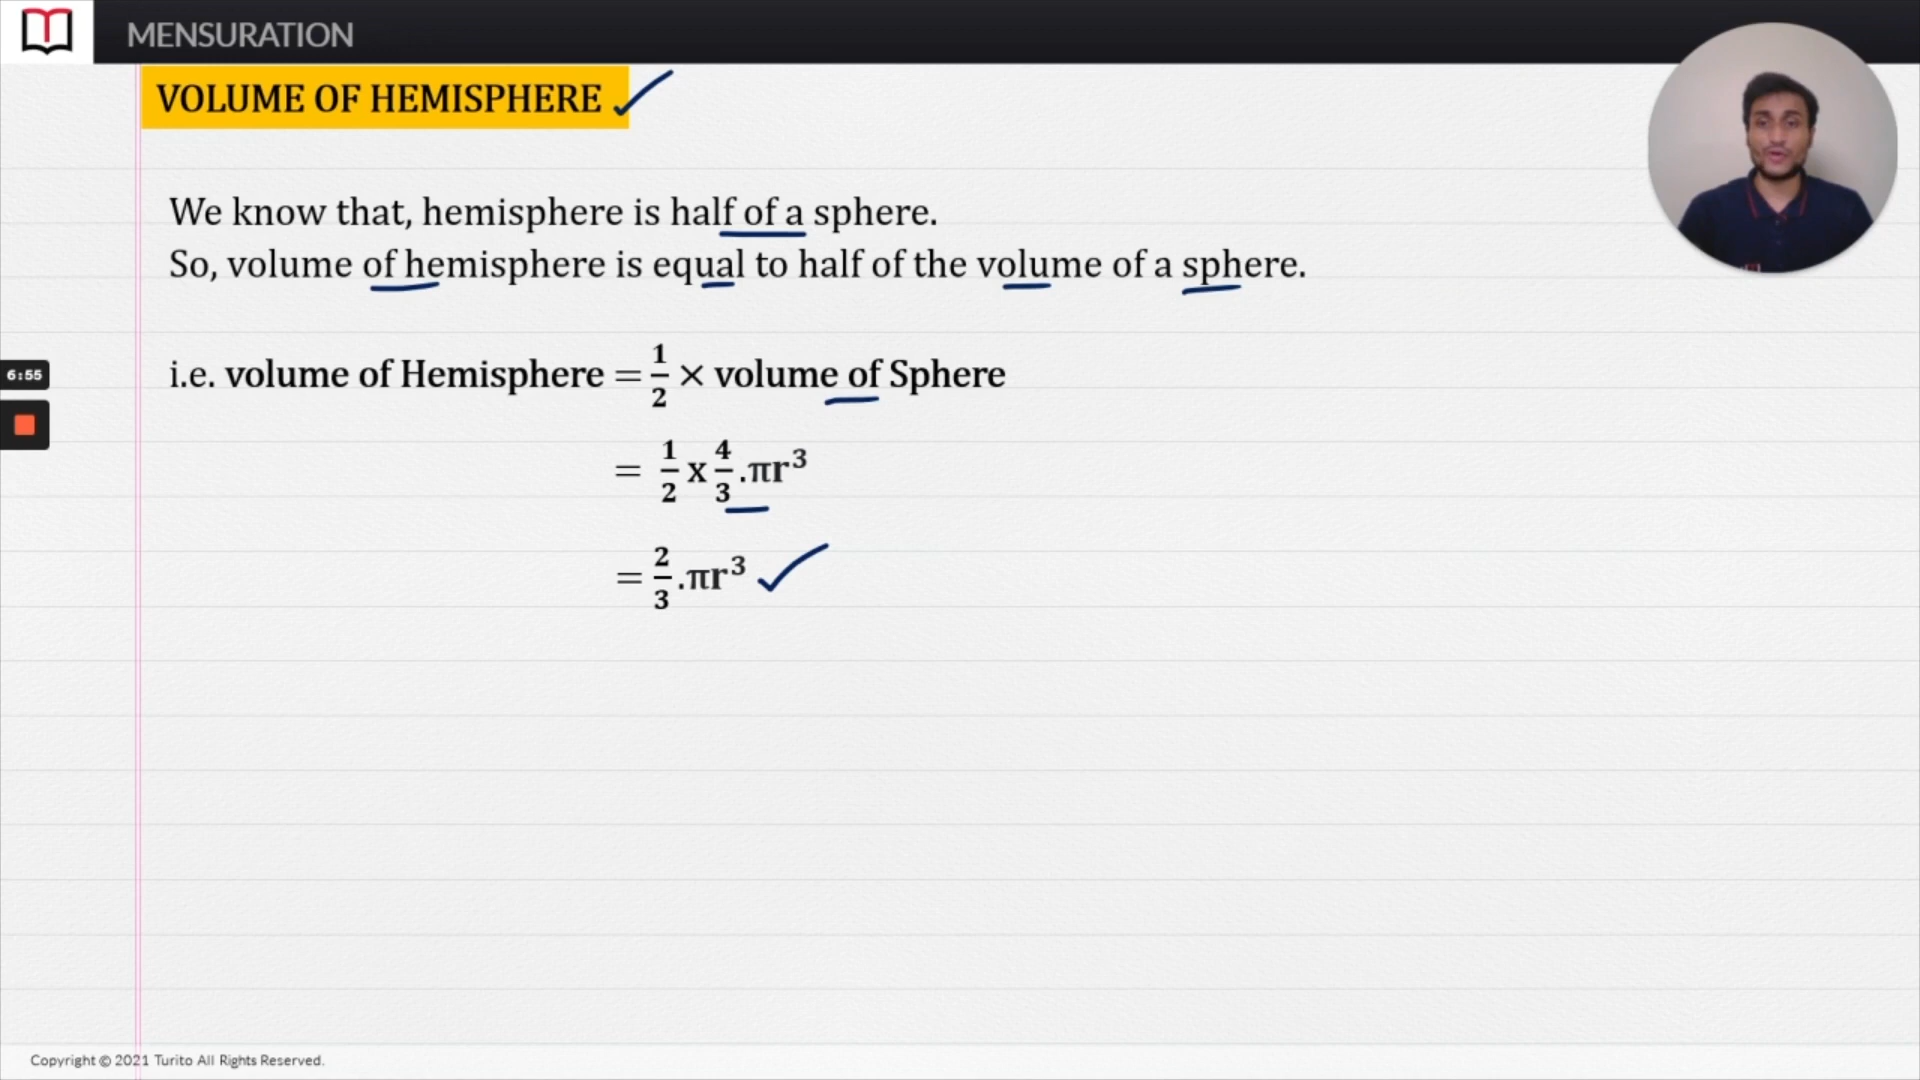 MENSURATION
VOLUME OF HEMISPHERE
We know that, hemisphere is half of a sphere.
So, volume of hemisphere is equal to half of the volume of a sphere.
6:55
i.e. volume of Hemisphere = 1/2 × volume of Sphere
= 1/2 x 4/3 .πr³
= 2/3 .πr³
Copyright © 2021 Turito All Rights Reserved.